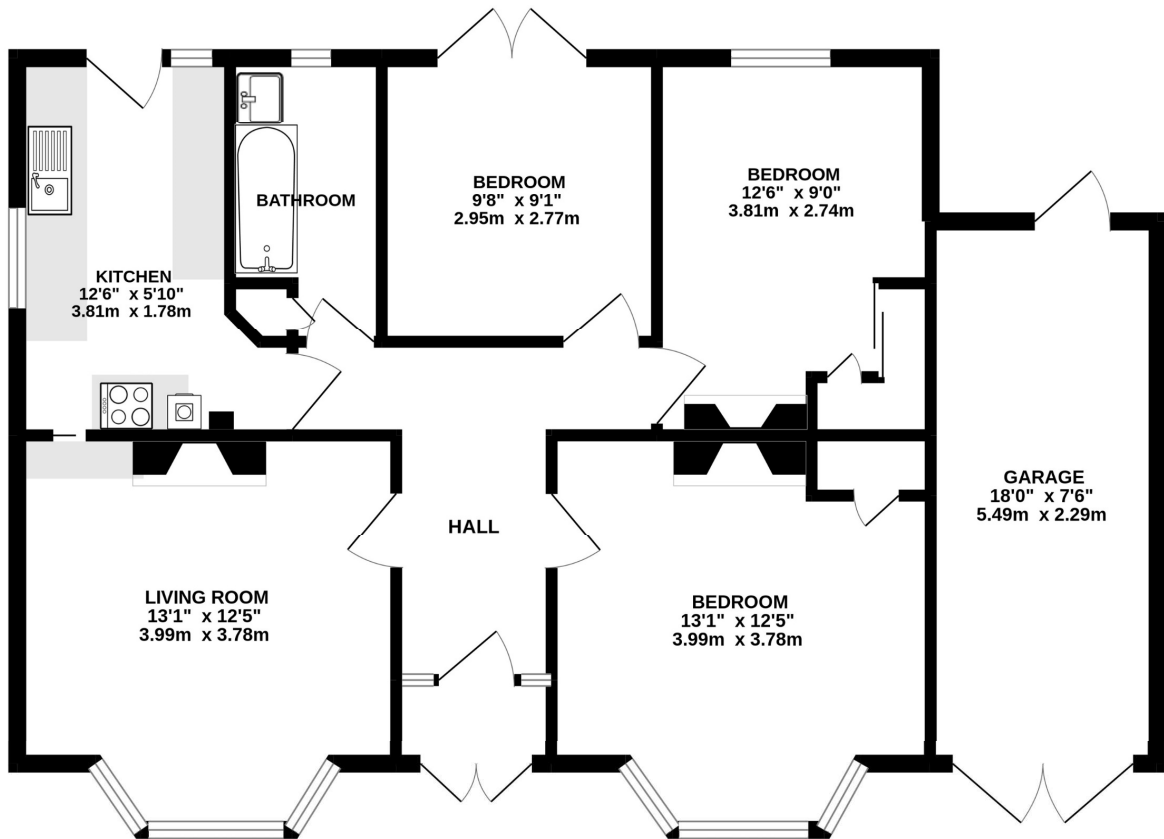 BEDROOM
9'8" x 9'1"
2.95m x 2.77m
BEDROOM
12'6" x 9'0"
3.81m x 2.74m
BATHROOM
KITCHEN
12'6" x 5'10"
3.81m x 1.78m
GARAGE
18'0" x 7'6"
5.49m x 2.29m
HALL
LIVING ROOM
13'1" x 12'5"
3.99m x 3.78m
BEDROOM
13'1" x 12'5"
3.99m x 3.78m